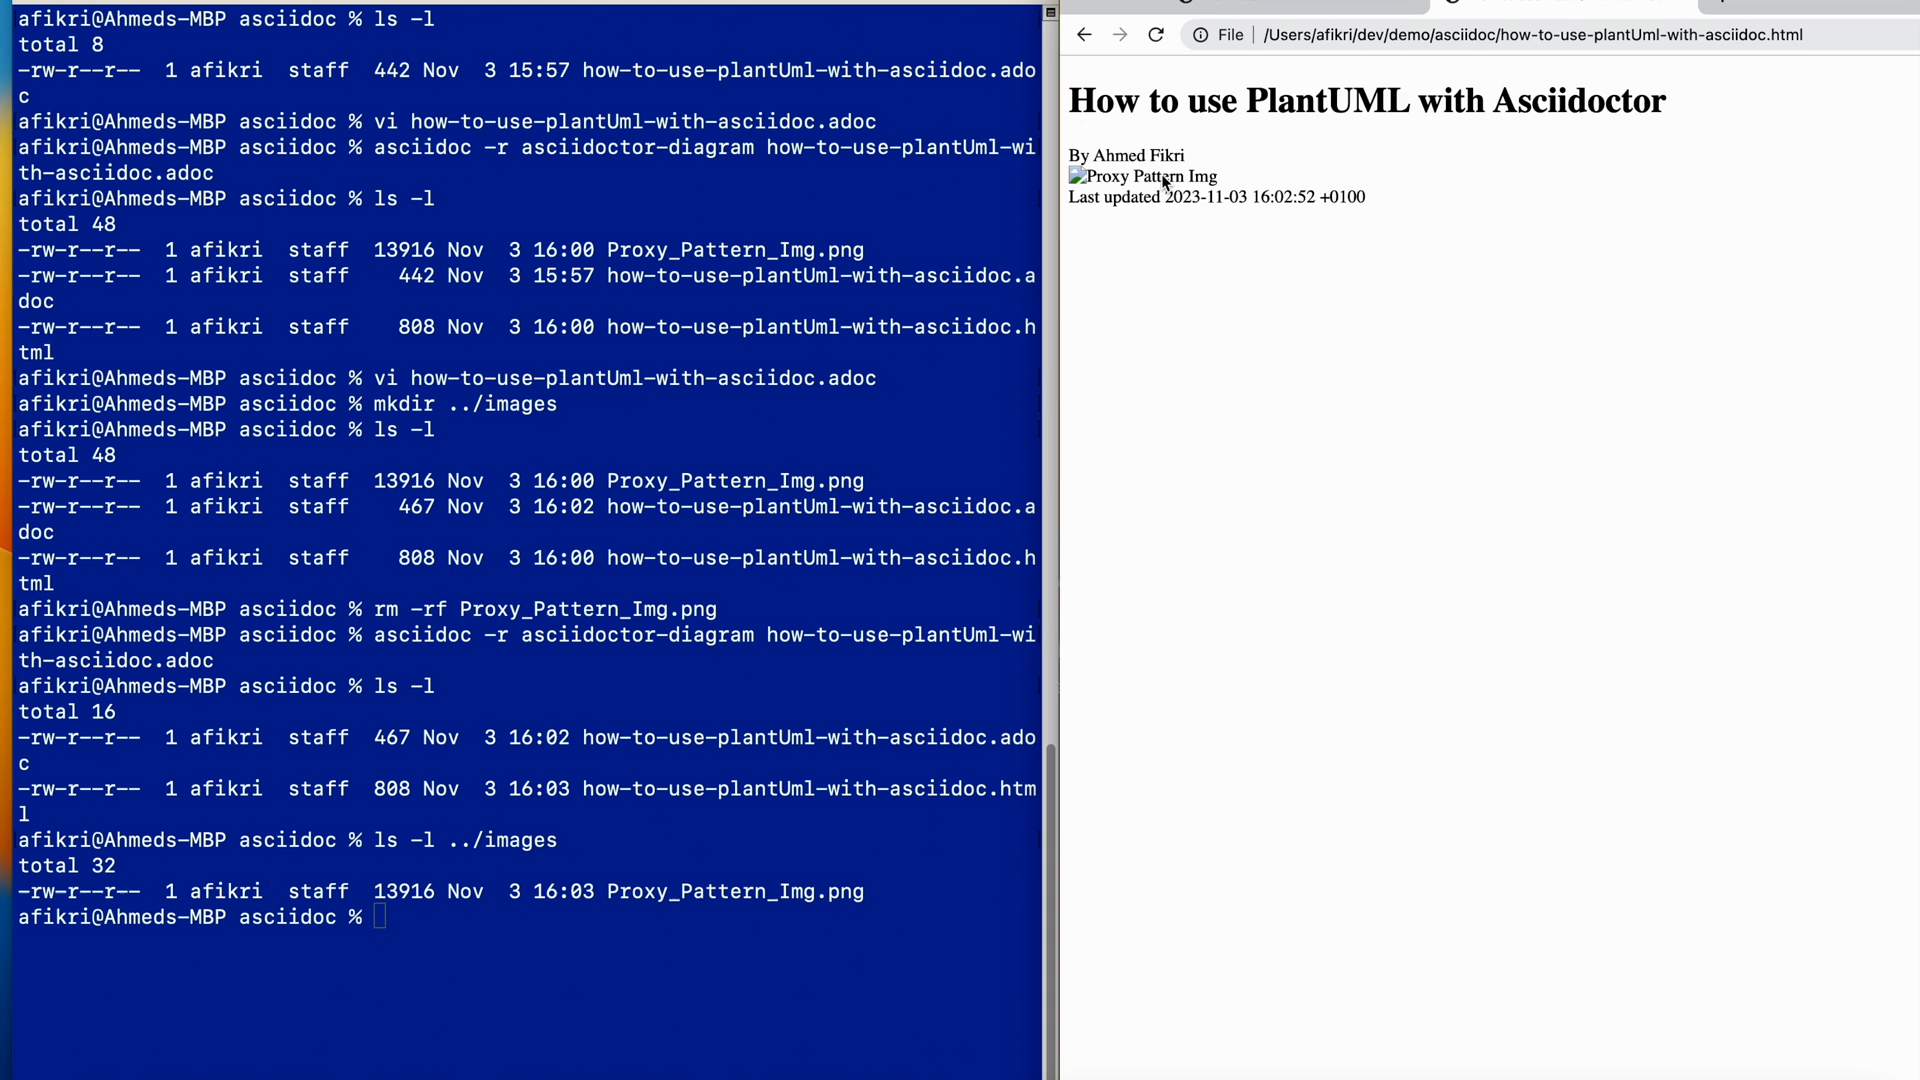 afikri@Ahmeds-MBP asciidoc % ls -l
total 8
-rw-r--r--  1 afikri  staff  442 Nov  3 15:57 how-to-use-plantUml-with-asciidoc.ado
c
afikri@Ahmeds-MBP asciidoc % vi how-to-use-plantUml-with-asciidoc.adoc
afikri@Ahmeds-MBP asciidoc % asciidoc -r asciidoctor-diagram how-to-use-plantUml-wi
th-asciidoc.adoc
afikri@Ahmeds-MBP asciidoc % ls -l
total 48
-rw-r--r--  1 afikri  staff  13916 Nov  3 16:00 Proxy_Pattern_Img.png
-rw-r--r--  1 afikri  staff    442 Nov  3 15:57 how-to-use-plantUml-with-asciidoc.a
doc
-rw-r--r--  1 afikri  staff    808 Nov  3 16:00 how-to-use-plantUml-with-asciidoc.h
tml
afikri@Ahmeds-MBP asciidoc % vi how-to-use-plantUml-with-asciidoc.adoc
afikri@Ahmeds-MBP asciidoc % mkdir ../images
afikri@Ahmeds-MBP asciidoc % ls -l
total 48
-rw-r--r--  1 afikri  staff  13916 Nov  3 16:00 Proxy_Pattern_Img.png
-rw-r--r--  1 afikri  staff    467 Nov  3 16:02 how-to-use-plantUml-with-asciidoc.a
doc
-rw-r--r--  1 afikri  staff    808 Nov  3 16:00 how-to-use-plantUml-with-asciidoc.h
tml
afikri@Ahmeds-MBP asciidoc % rm -rf Proxy_Pattern_Img.png
afikri@Ahmeds-MBP asciidoc % asciidoc -r asciidoctor-diagram how-to-use-plantUml-wi
th-asciidoc.adoc
afikri@Ahmeds-MBP asciidoc % ls -l
total 16
-rw-r--r--  1 afikri  staff  467 Nov  3 16:02 how-to-use-plantUml-with-asciidoc.ado
c
-rw-r--r--  1 afikri  staff  808 Nov  3 16:03 how-to-use-plantUml-with-asciidoc.htm
l
afikri@Ahmeds-MBP asciidoc % ls -l ../images
total 32
-rw-r--r--  1 afikri  staff  13916 Nov  3 16:03 Proxy_Pattern_Img.png
afikri@Ahmeds-MBP asciidoc %
File | /Users/afikri/dev/demo/asciidoc/how-to-use-plantUml-with-asciidoc.html
How to use PlantUML with Asciidoctor
By Ahmed Fikri
Proxy Pattern Img
Last updated 2023-11-03 16:02:52 +0100